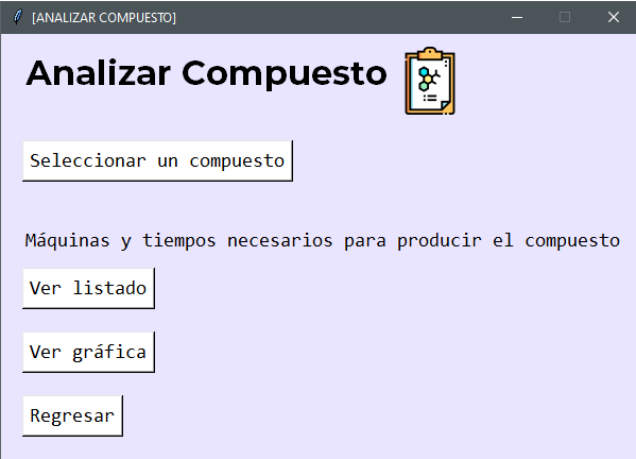 [ANALIZAR COMPUESTO]
Analizar Compuesto
Seleccionar un compuesto
Máquinas y tiempos necesarios para producir el compuesto
Ver listado
Ver gráfica
Regresar